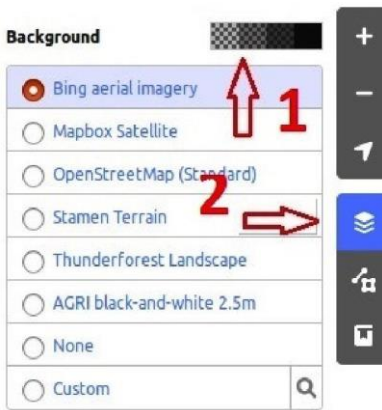 Background
1
Bing aerial imagery
Mapbox Satellite
OpenStreetMap (Standard)
2
Stamen Terrain
Thunderforest Landscape
AGRI black-and-white 2.5m
None
Custom